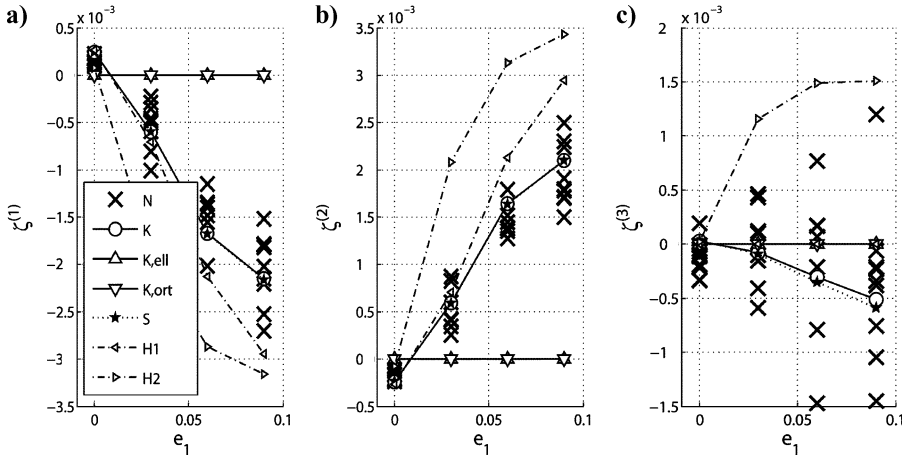 a)
× 10⁻³
0.5
0
−0.5
−1
−1.5
−2
−2.5
−3
−3.5
ζ⁽¹⁾
N
K
K,ell
K,ort
S
H1
H2
0
0.05
0.1
e₁
b)
× 10⁻³
3.5
3
2.5
2
1.5
1
0.5
0
−0.5
ζ⁽²⁾
0
0.05
0.1
e₁
c)
× 10⁻³
2
1.5
1
0.5
0
−0.5
−1
−1.5
ζ⁽³⁾
0
0.05
0.1
e₁